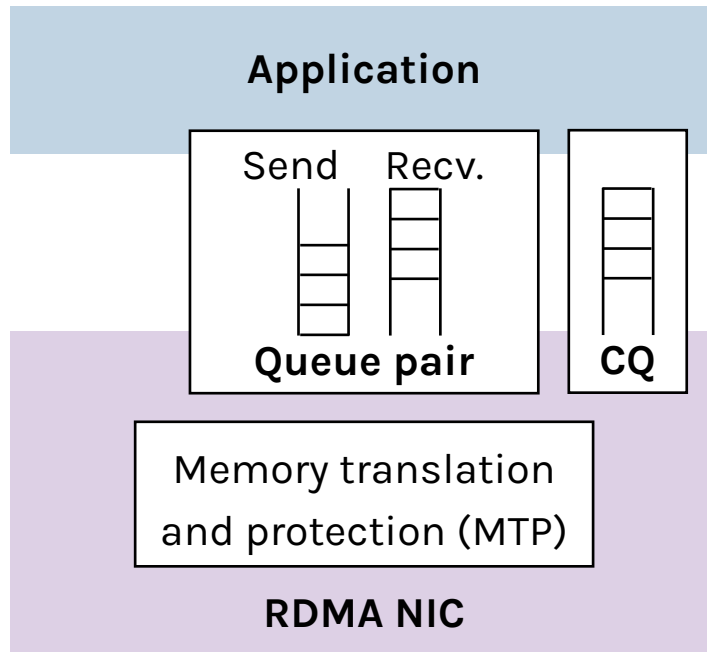 Application
Send Recv.
Queue pair
CQ
Memory translation
and protection (MTP)
RDMA NIC